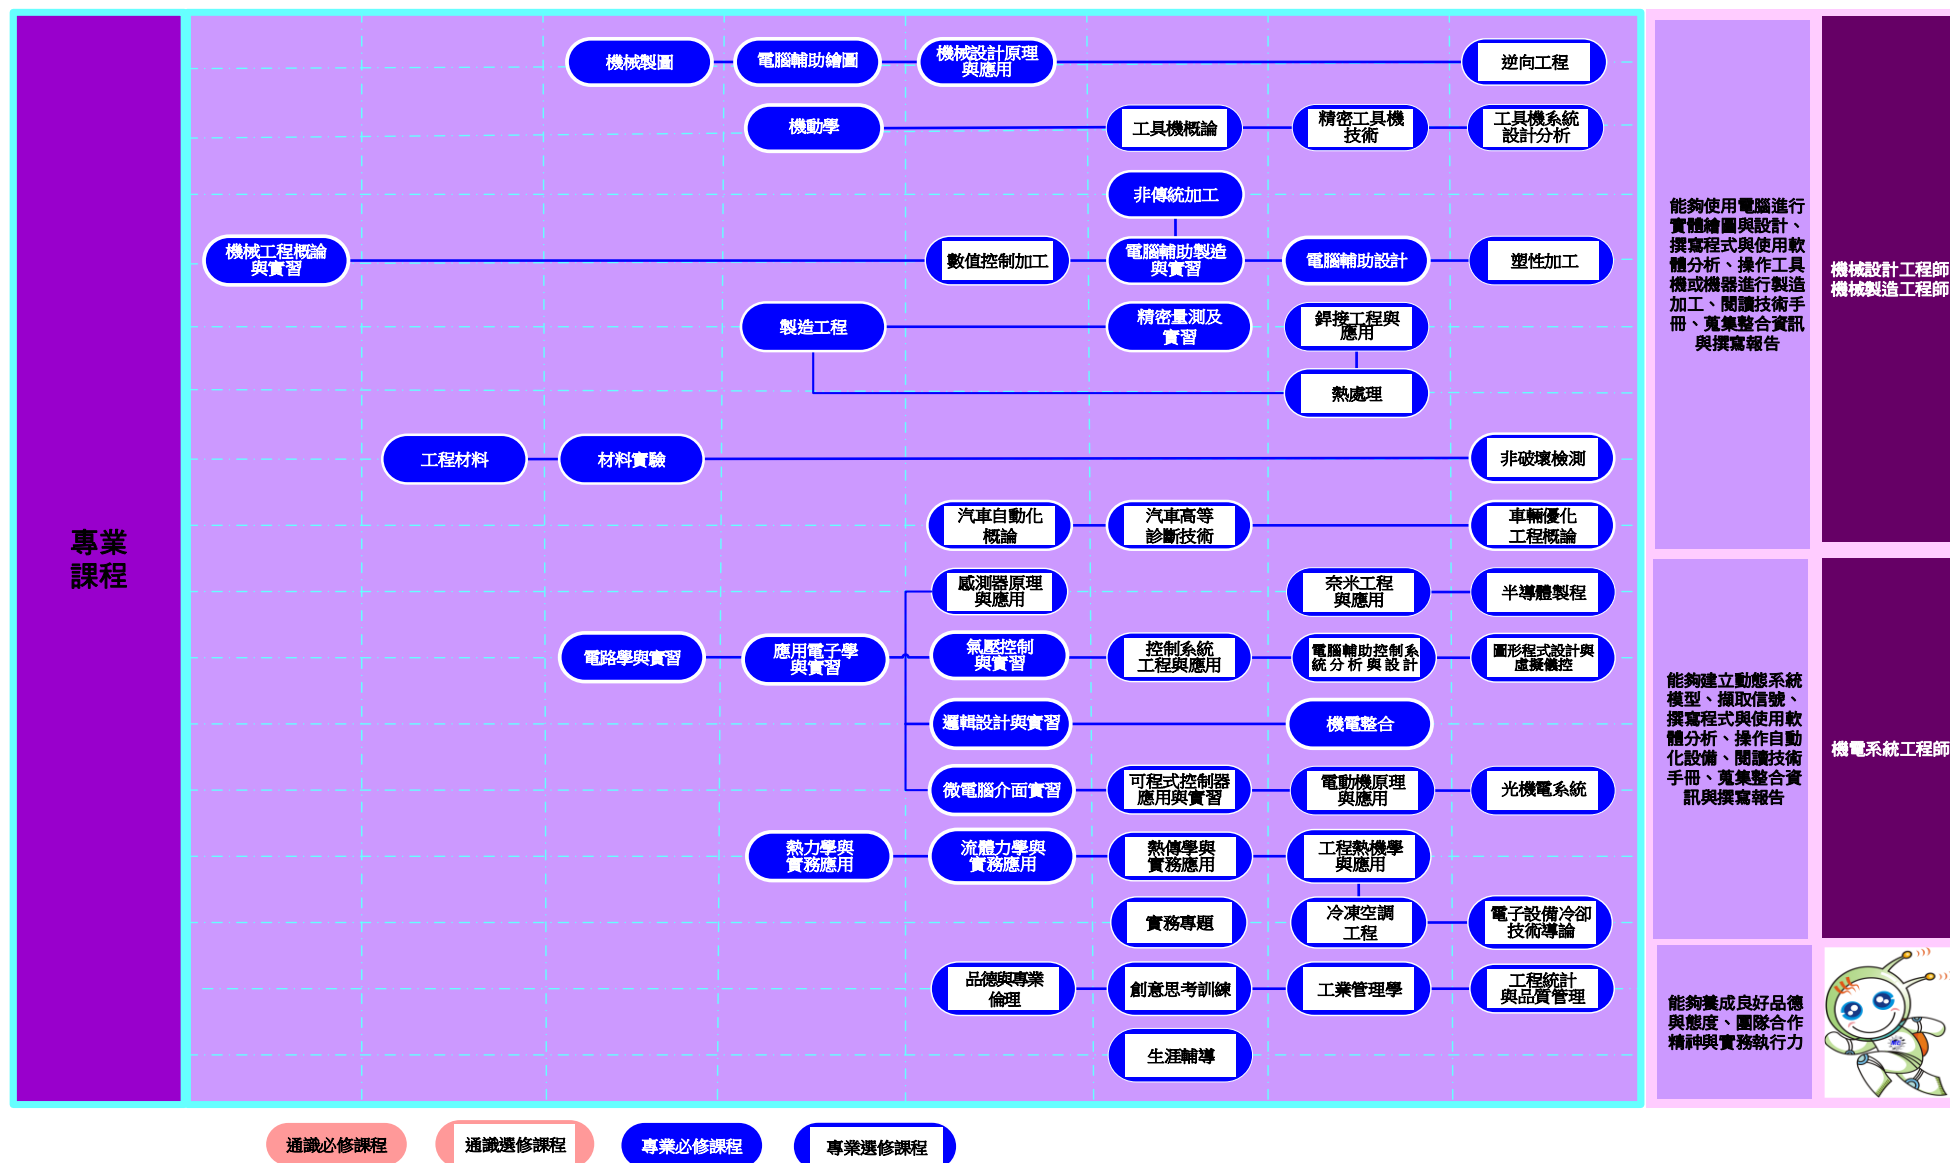 專業
課程
機械製圖
電腦輔助繪圖
機械設計原理
與應用
逆向工程
機動學
工具機概論
精密工具機
技術
工具機系統
設計分析
非傳統加工
機械工程概論
與實習
數值控制加工
電腦輔助製造
與實習
電腦輔助設計
塑性加工
製造工程
精密量測及
實習
銲接工程與
應用
熱處理
工程材料
材料實驗
非破壞檢測
汽車自動化
概論
汽車高等
診斷技術
車輛優化
工程概論
感測器原理
與應用
奈米工程
與應用
半導體製程
電路學與實習
應用電子學
與實習
氣壓控制
與實習
控制系統
工程與應用
電腦輔助控制系
統分析與設計
圖形程式設計與
虛擬儀控
邏輯設計與實習
機電整合
微電腦介面實習
可程式控制器
應用與實習
電動機原理
與應用
光機電系統
熱力學與
實務應用
流體力學與
實務應用
熱傳學與
實務應用
工程熱機學
與應用
實務專題
冷凍空調
工程
電子設備冷卻
技術導論
品德與專業
倫理
創意思考訓練
工業管理學
工程統計
與品質管理
生涯輔導
能夠使用電腦進行
實體繪圖與設計、
撰寫程式與使用軟
體分析、操作工具
機或機器進行製造
加工、閱讀技術手
冊、蒐集整合資訊
與撰寫報告
機械設計工程師
機械製造工程師
能夠建立動態系統
模型、擷取信號、
撰寫程式與使用軟
體分析、操作自動
化設備、閱讀技術
手冊、蒐集整合資
訊與撰寫報告
機電系統工程師
能夠養成良好品德
與態度、團隊合作
精神與實務執行力
通識必修課程
通識選修課程
專業必修課程
專業選修課程